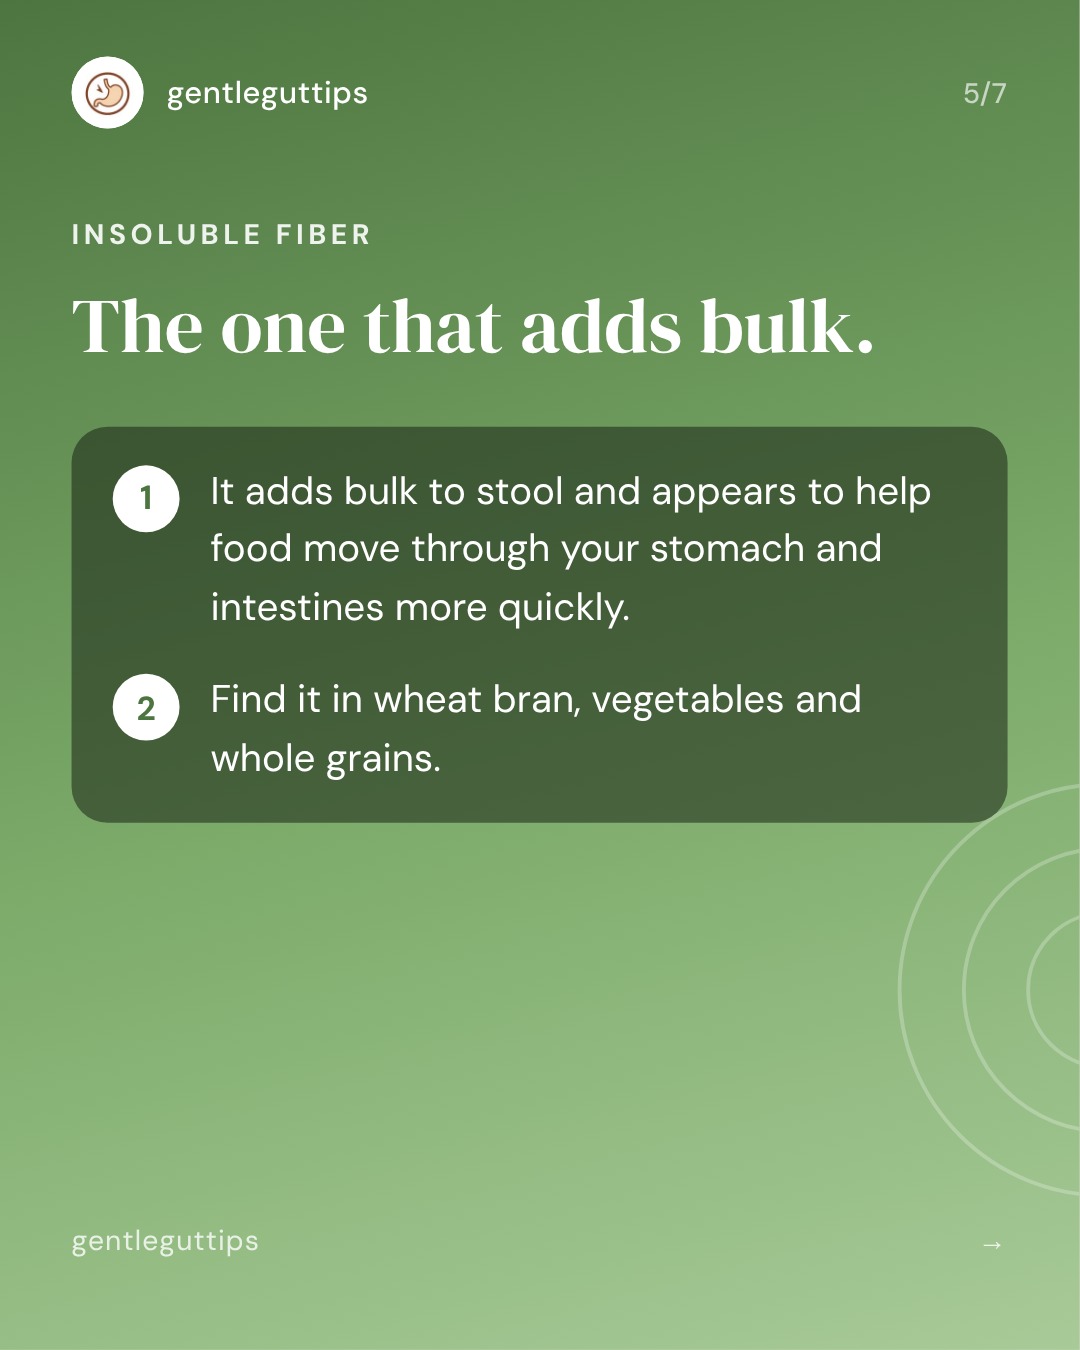 gentleguttips
5/7
INSOLUBLE FIBER
The one that adds bulk.
1
It adds bulk to stool and appears to help
food move through your stomach and
intestines more quickly.
2
Find it in wheat bran, vegetables and
whole grains.
gentleguttips
→